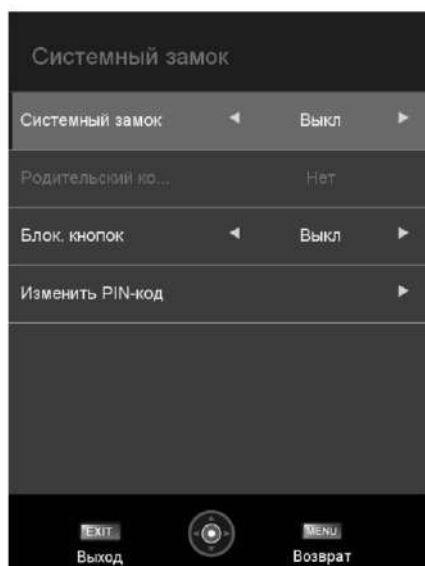 Системный замок
Системный замок ◄ Выкл ►
Родительский ко... Нет
Блок. кнопок ◄ Выкл ►
Изменить PIN-код ►
EXIT MENU
Выход Возврат